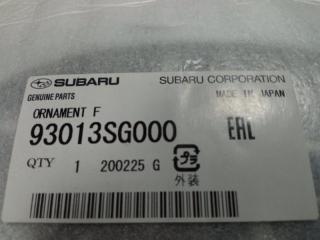 SUBARU SUBARU CORPORATION
GENUINE PARTS MADE IN JAPAN
ORNAMENT F
93013SG000 EAC
QTY 1 200225 G プラ
外装